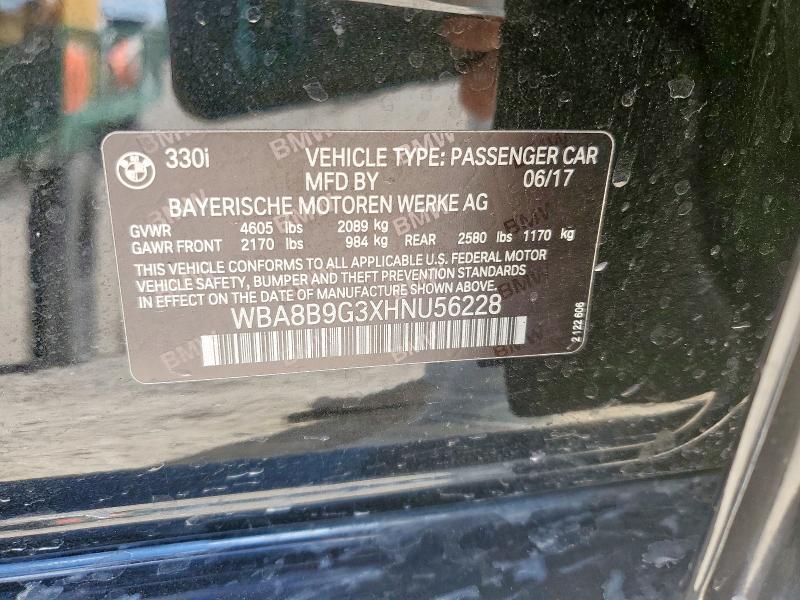 330i VEHICLE TYPE: PASSENGER CAR
MFD BY 06/17
BAYERISCHE MOTOREN WERKE AG
GVWR 4605 lbs 2089 kg
GAWR FRONT 2170 lbs 984 kg REAR 2580 lbs 1170 kg
THIS VEHICLE CONFORMS TO ALL APPLICABLE U.S. FEDERAL MOTOR
VEHICLE SAFETY, BUMPER AND THEFT PREVENTION STANDARDS
IN EFFECT ON THE DATE OF MANUFACTURE SHOWN ABOVE.
WBA8B9G3XHNU56228
2 122 606